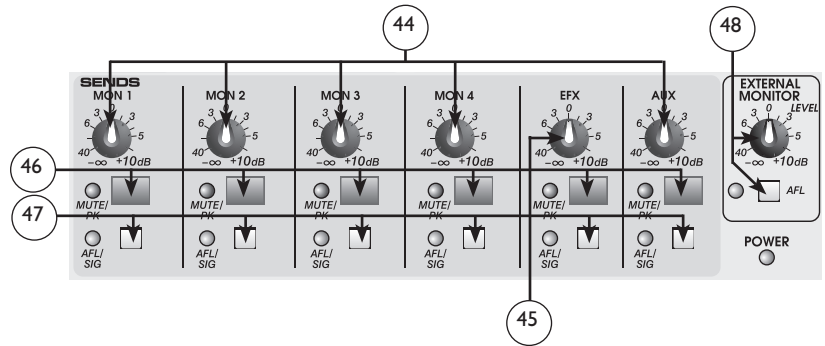 44
48
SENDS
MON 1 MON 2 MON 3 MON 4 EFX AUX
EXTERNAL
MONITOR
LEVEL
3 0 3 3 0 3 3 0 3 3 0 3 3 0 3 3 0 3 0
6 5 6 5 6 5 6 5 6 5 6 5 5
40 40 40 40 40 40 40
-∞ +10dB -∞ +10dB -∞ +10dB -∞ +10dB -∞ +10dB -∞ +10dB -∞ +10dB
46
MUTE/
PK
MUTE/
PK
MUTE/
PK
MUTE/
PK
MUTE/
PK
MUTE/
PK
AFL
47
AFL/
SIG
AFL/
SIG
AFL/
SIG
AFL/
SIG
AFL/
SIG
AFL/
SIG
POWER
45